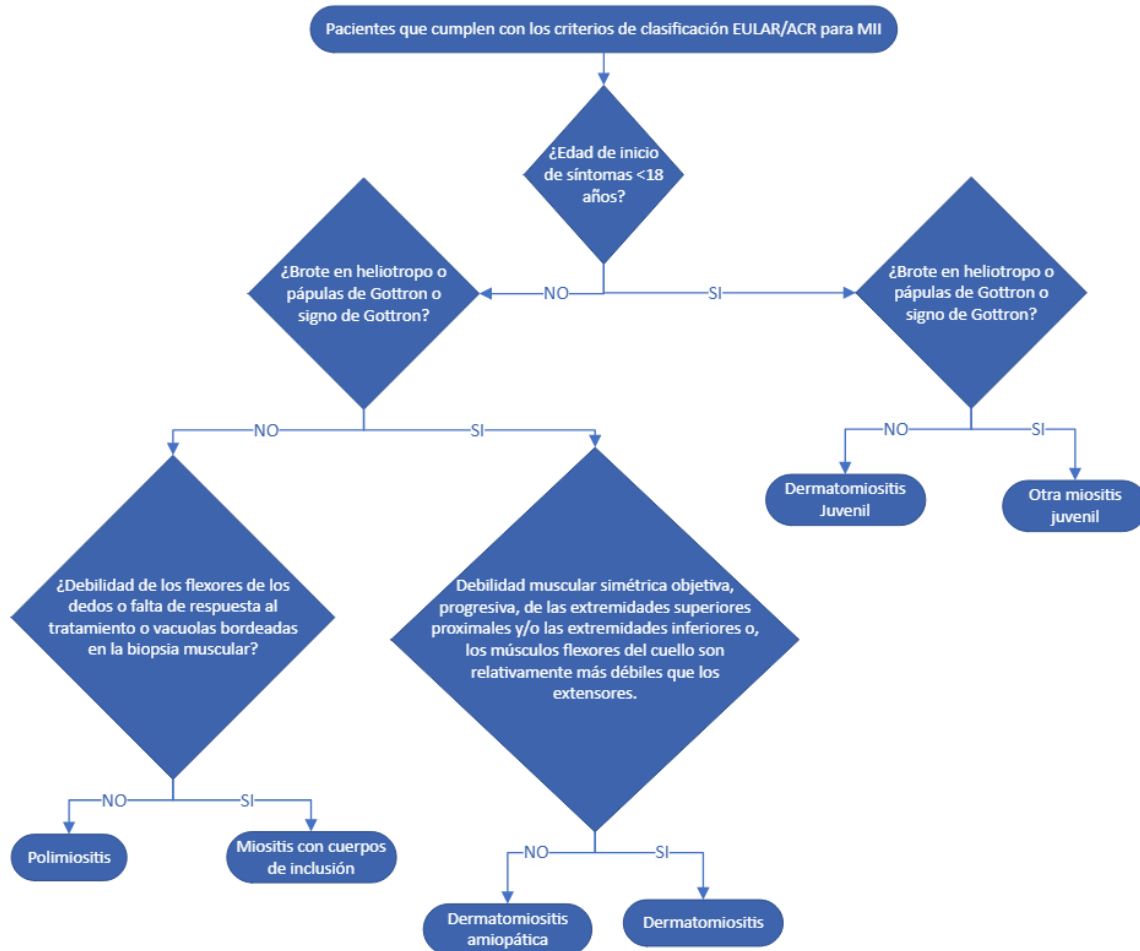 Pacientes que cumplen con los criterios de clasificación EULAR/ACR para MII
¿Edad de inicio
de síntomas <18
años?
¿Brote en heliotropo o
pápulas de Gottron o
signo de Gottron?
NO
SI
¿Brote en heliotropo o
pápulas de Gottron o
signo de Gottron?
NO
SI
NO
SI
Dermatomiositis
Juvenil
Otra miositis
juvenil
¿Debilidad de los flexores de los
dedos o falta de respuesta al
tratamiento o vacuolas bordeadas
en la biopsia muscular?
Debilidad muscular simétrica objetiva,
progresiva, de las extremidades superiores
proximales y/o las extremidades inferiores o,
los músculos flexores del cuello son
relativamente más débiles que los
extensores.
NO
SI
Polimiositis
Miositis con cuerpos
de inclusión
NO
SI
Dermatomiositis
amiopática
Dermatomiositis